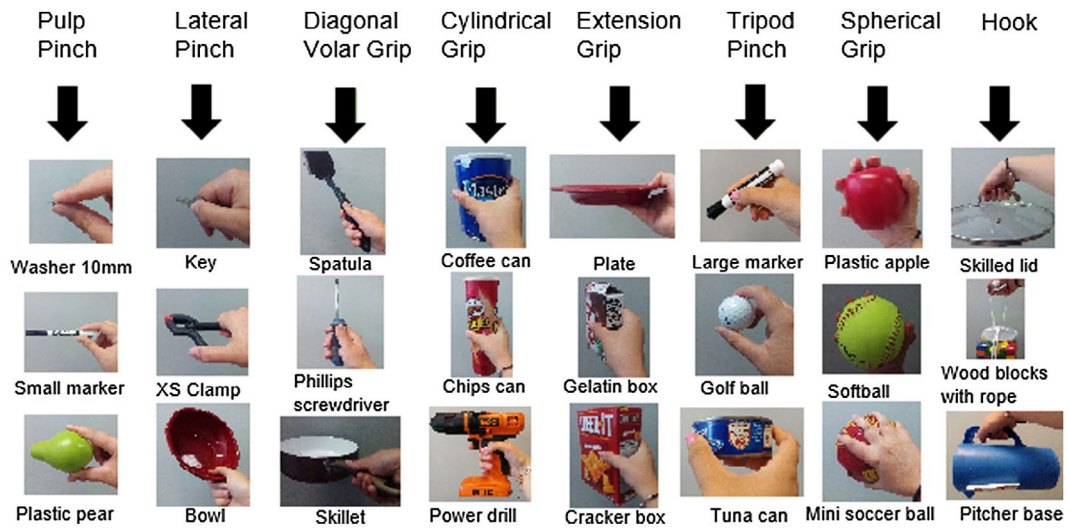 Pulp
Pinch
Lateral
Pinch
Diagonal
Volar Grip
Cylindrical
Grip
Extension
Grip
Tripod
Pinch
Spherical
Grip
Hook
Washer 10mm
Key
Spatula
Coffee can
Plate
Large marker
Plastic apple
Skilled lid
Small marker
XS Clamp
Phillips
screwdriver
Chips can
Gelatin box
Golf ball
Softball
Wood blocks
with rope
Plastic pear
Bowl
Skillet
Power drill
Cracker box
Tuna can
Mini soccer ball
Pitcher base